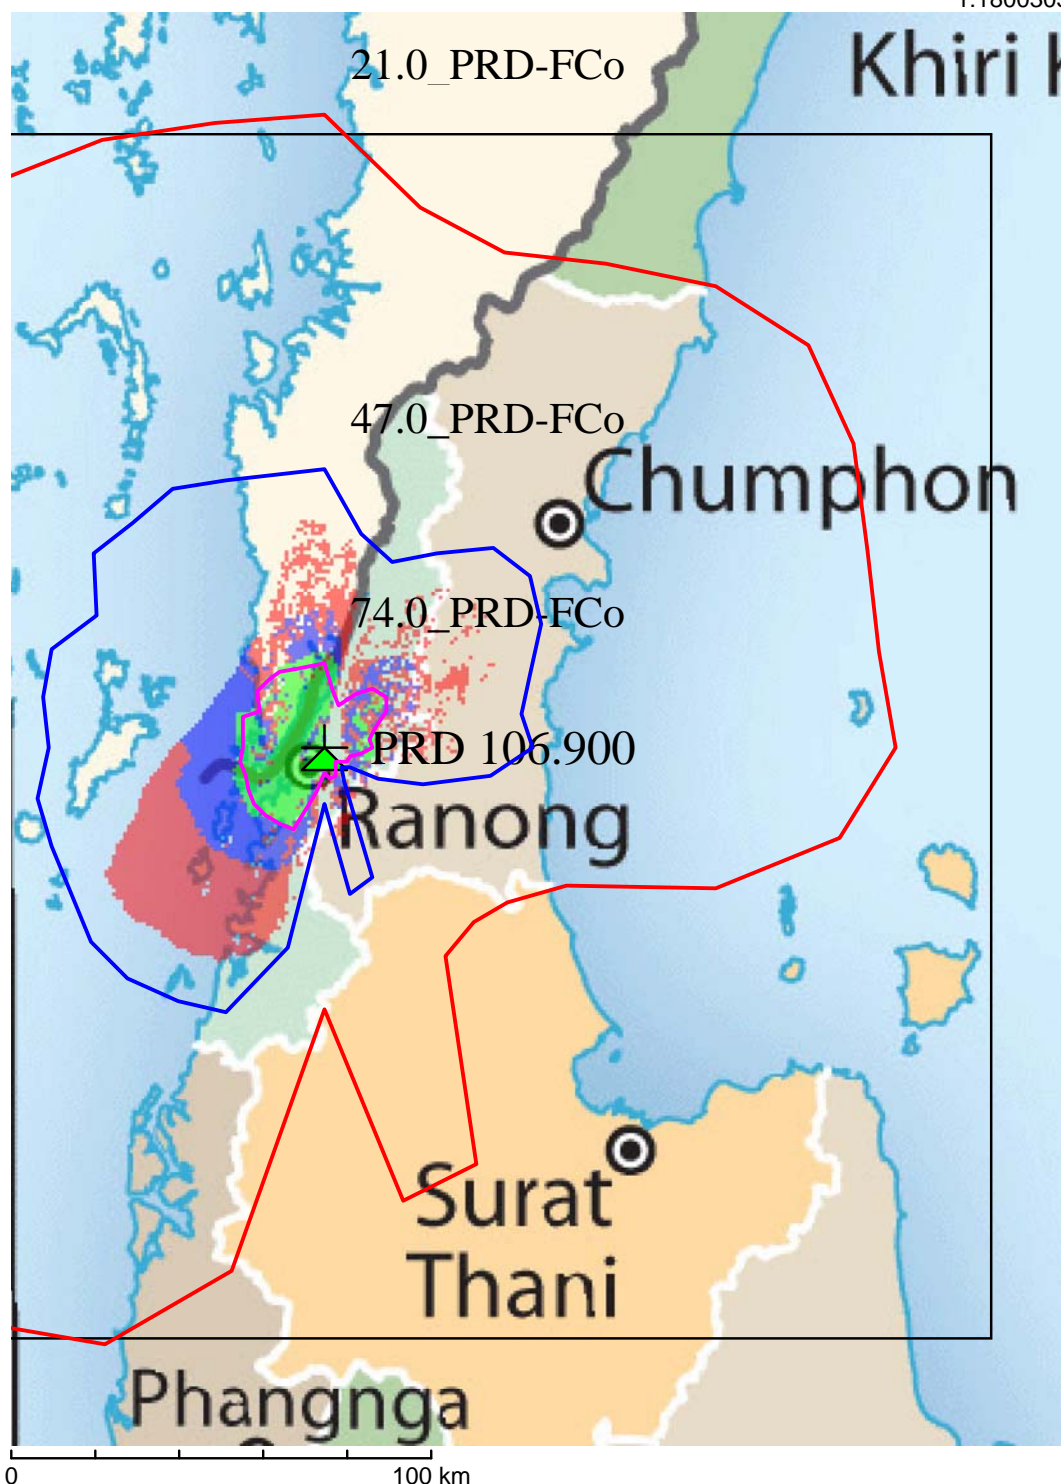 21.0_PRD-FCo
Khiri
47.0_PRD-FCo
Chumphon
74.0_PRD-FCo
PRD 106.900
Ranong
Surat
Thani
Phangnga
0 100 km